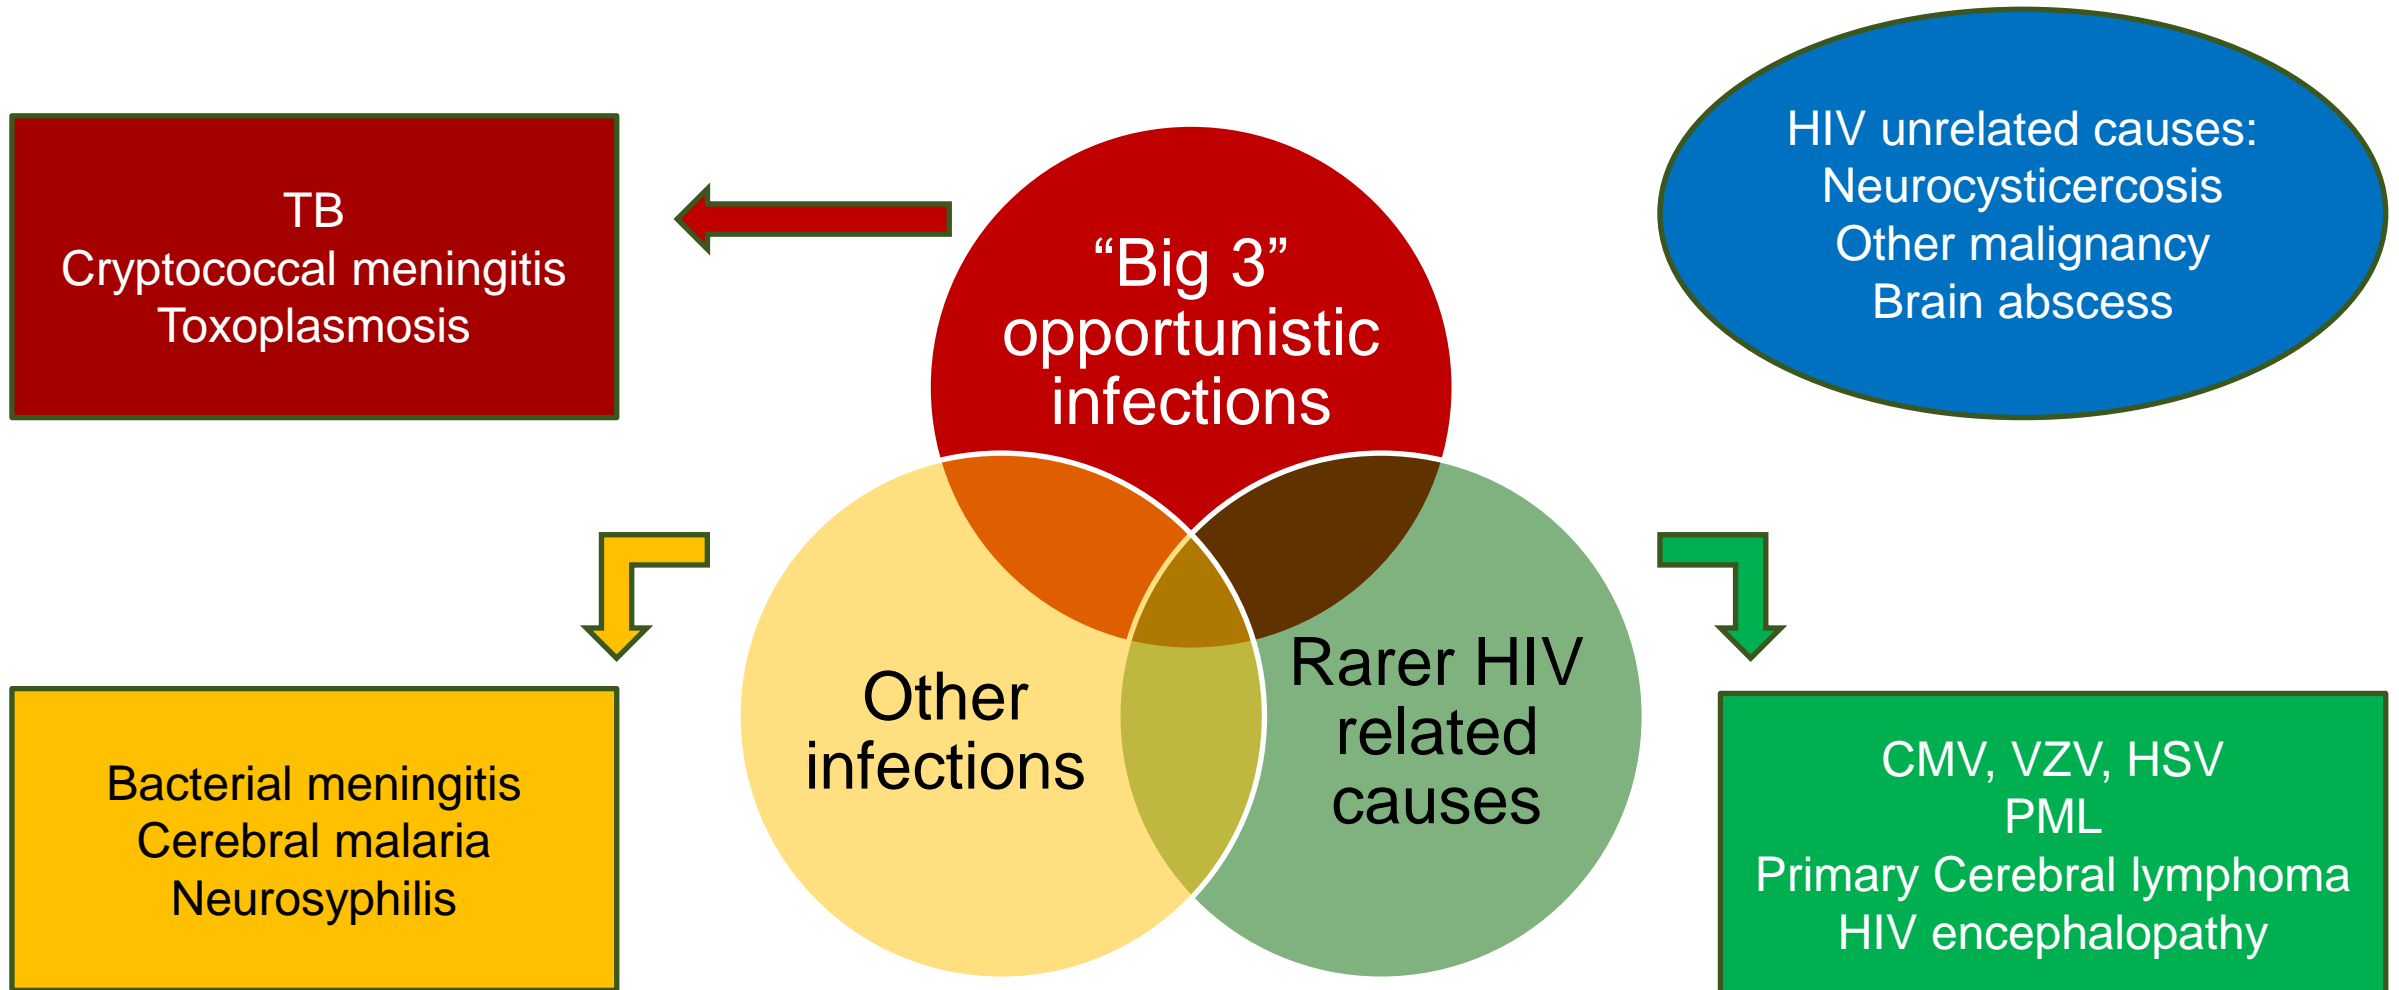 TB
Cryptococcal meningitis
Toxoplasmosis
“Big 3”
opportunistic
infections
HIV unrelated causes:
Neurocysticercosis
Other malignancy
Brain abscess
Other
infections
Rarer HIV
related
causes
Bacterial meningitis
Cerebral malaria
Neurosyphilis
CMV, VZV, HSV
PML
Primary Cerebral lymphoma
HIV encephalopathy